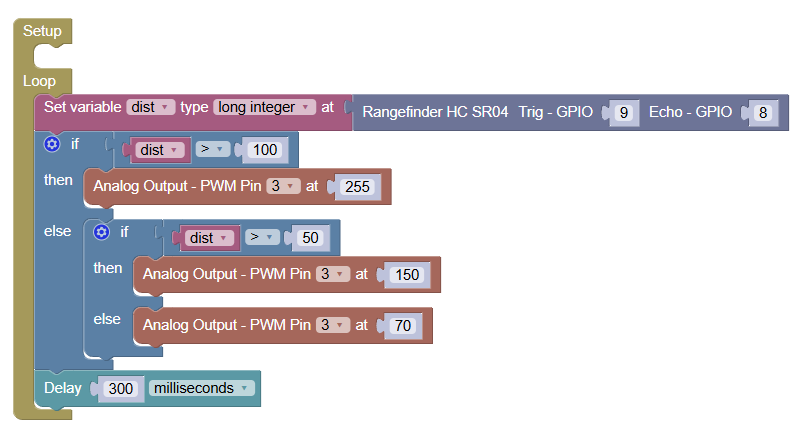 Setup
Loop
Set variable dist type long integer at Rangefinder HC SR04 Trig - GPIO 9 Echo - GPIO 8
if dist > 100
then Analog Output - PWM Pin 3 at 255
else if dist > 50
then Analog Output - PWM Pin 3 at 150
else Analog Output - PWM Pin 3 at 70
Delay 300 milliseconds